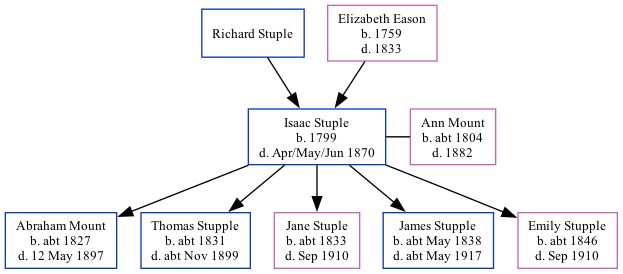 Richard Stuple
Elizabeth Eason
b. 1759
d. 1833
Isaac Stuple
b. 1799
d. Apr/May/Jun 1870
Ann Mount
b. abt 1804
d. 1882
Abraham Mount
b. abt 1827
d. 12 May 1897
Thomas Stupple
b. abt 1831
d. abt Nov 1899
Jane Stuple
b. abt 1833
d. Sep 1910
James Stupple
b. abt May 1838
d. abt May 1917
Emily Stupple
b. abt 1846
d. Sep 1910